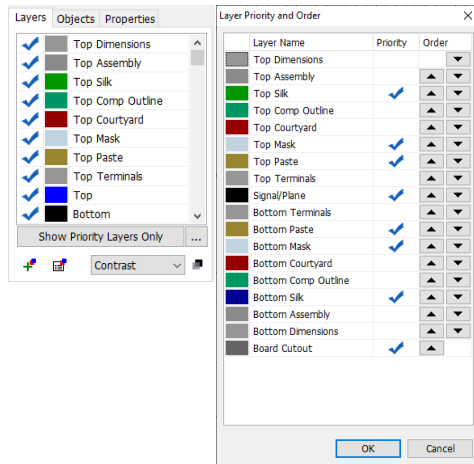 Layers Objects Properties
Top Dimensions
Top Assembly
Top Silk
Top Comp Outline
Top Courtyard
Top Mask
Top Paste
Top Terminals
Top
Bottom
Show Priority Layers Only ...
Contrast
Layer Priority and Order
Layer Name Priority Order
Top Dimensions
Top Assembly
Top Silk
Top Comp Outline
Top Courtyard
Top Mask
Top Paste
Top Terminals
Signal/Plane
Bottom Terminals
Bottom Paste
Bottom Mask
Bottom Courtyard
Bottom Comp Outline
Bottom Silk
Bottom Assembly
Bottom Dimensions
Board Cutout
OK Cancel